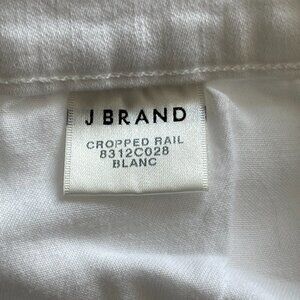 J BRAND
CROPPED RAIL
8312C028
BLANC